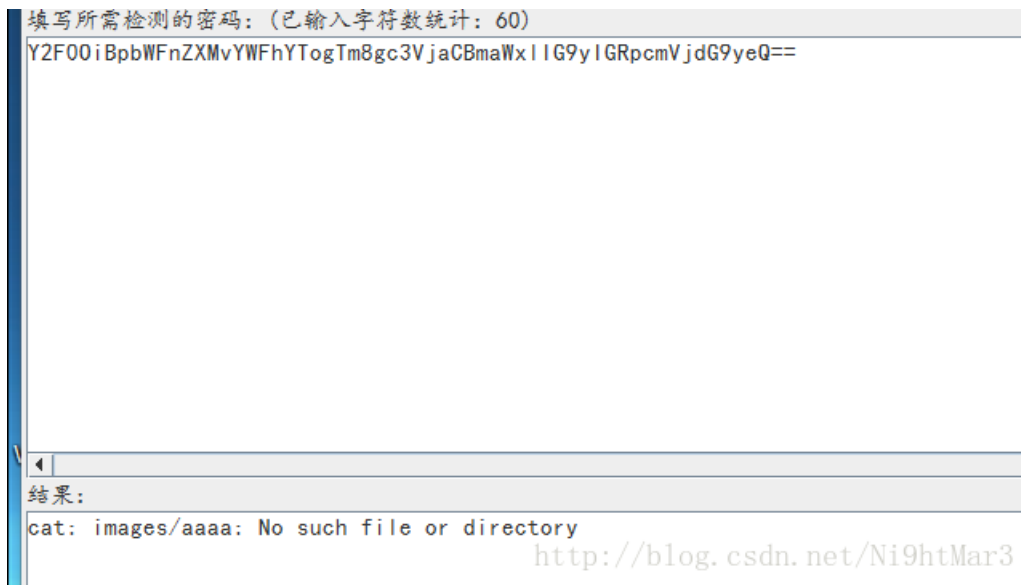 填写所需检测的密码:(已输入字符数统计:60)
Y2F0OiBpbWFnZXMvYWFhYTogTm8gc3VjaCBmaWxlIG9yIGRpcmVjdG9yeQ==
结果:
cat: images/aaaa: No such file or directory
http://blog.csdn.net/Ni9htMar3